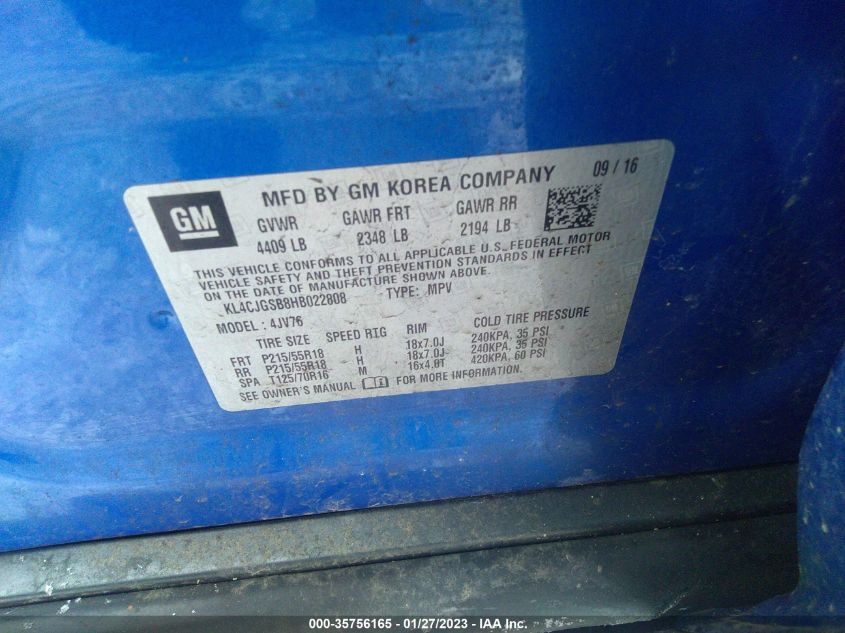 MFD BY GM KOREA COMPANY 09 / 16
GM
GVWR GAWR FRT GAWR RR
4409 LB 2348 LB 2194 LB
THIS VEHICLE CONFORMS TO ALL APPLICABLE U.S. FEDERAL MOTOR
VEHICLE SAFETY AND THEFT PREVENTION STANDARDS IN EFFECT
ON THE DATE OF MANUFACTURE SHOWN ABOVE.
KL4CJGSB8HB022808 TYPE: MPV
MODEL : 4JV76
TIRE SIZE SPEED RTG RIM COLD TIRE PRESSURE
FRT P215/55R18 H 18x7.0J 240KPA, 35 PSI
RR P215/55R18 H 18x7.0J 240KPA, 35 PSI
SPA T125/70R16 M 16x4.0T 420KPA, 60 PSI
SEE OWNER'S MANUAL FOR MORE INFORMATION.
000-35756165 - 01/27/2023 - IAA Inc.